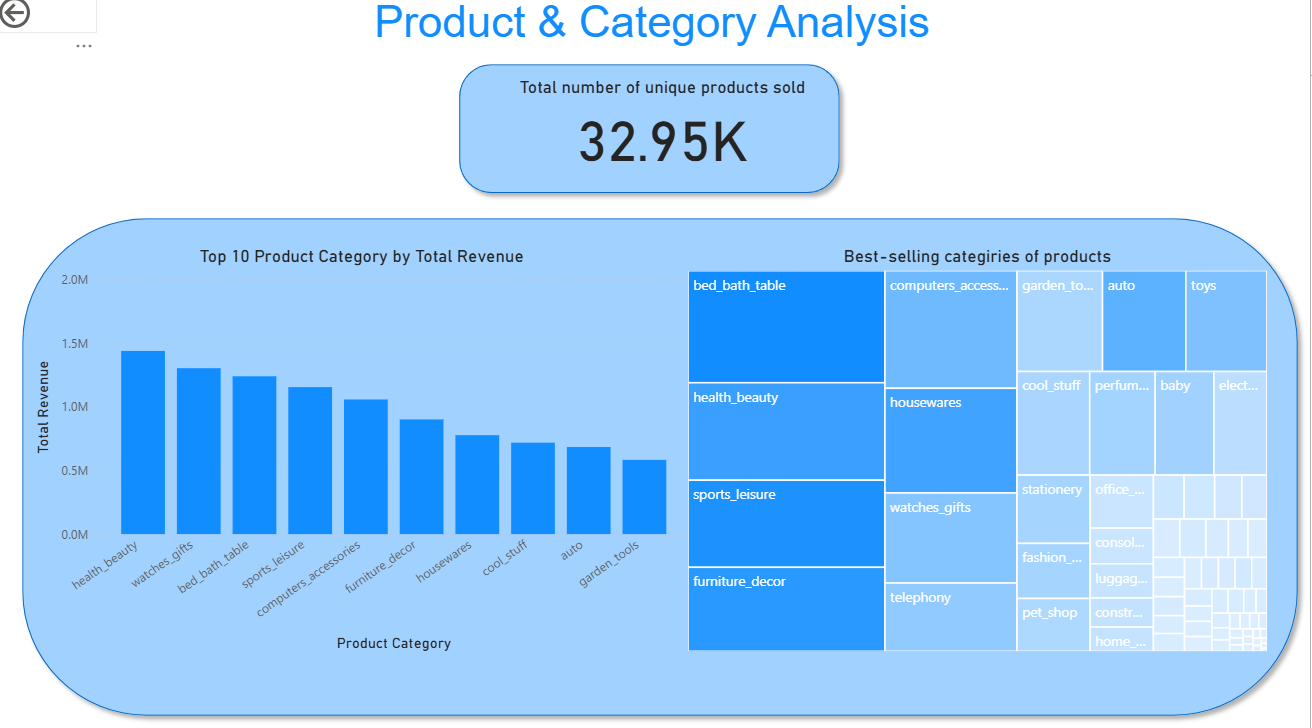 Product & Category Analysis
...
Total number of unique products sold
32.95K
Top 10 Product Category by Total Revenue
2.0M
1.5M
1.0M
0.5M
0.0M
Total Revenue
health_beauty
watches_gifts
bed_bath_table
sports_leisure
computers_accessories
furniture_decor
housewares
cool_stuff
auto
garden_tools
Product Category
Best-selling categiries of products
bed_bath_table
health_beauty
sports_leisure
furniture_decor
computers_access...
housewares
watches_gifts
telephony
garden_to...
auto
toys
cool_stuff
perfum...
baby
elect...
stationery
fashion_...
pet_shop
office_...
consol...
luggag...
constr...
home_...